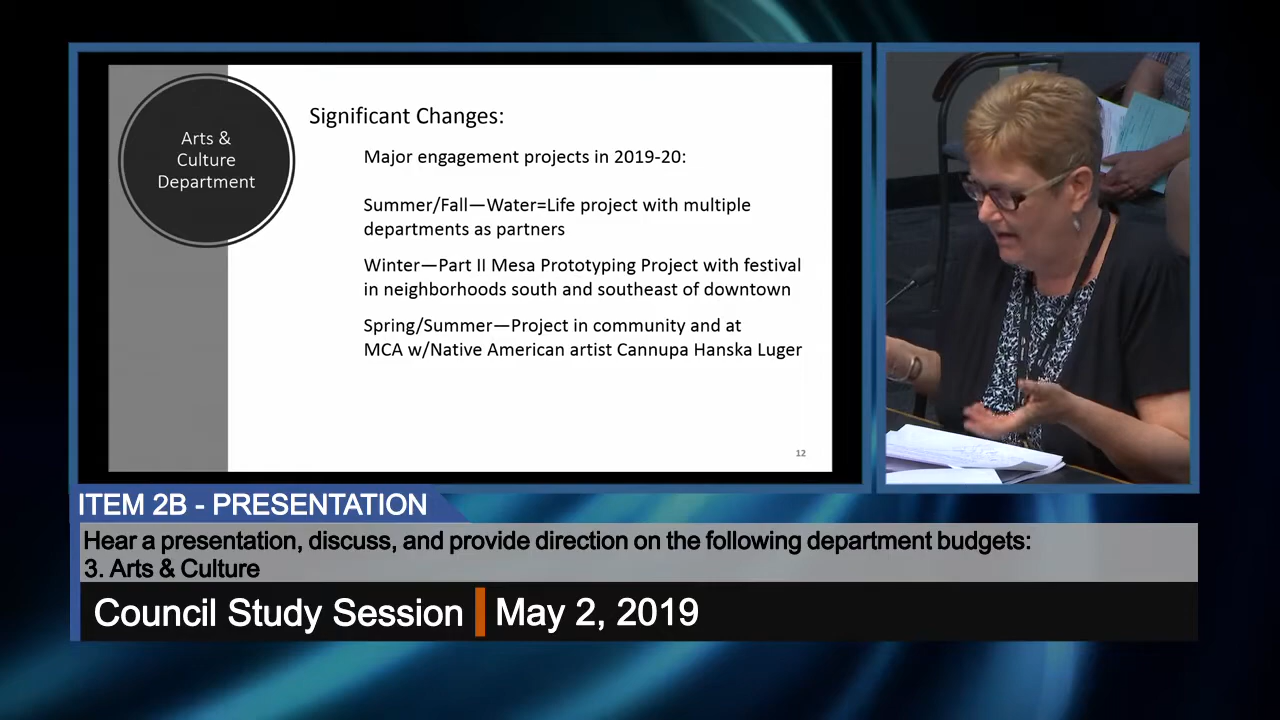 Arts &
Culture
Department
Significant Changes:
Major engagement projects in 2019-20:
Summer/Fall—Water=Life project with multiple
departments as partners
Winter—Part II Mesa Prototyping Project with festival
in neighborhoods south and southeast of downtown
Spring/Summer—Project in community and at
MCA w/Native American artist Cannupa Hanska Luger
12
ITEM 2B - PRESENTATION
Hear a presentation, discuss, and provide direction on the following department budgets:
3. Arts & Culture
Council Study Session | May 2, 2019